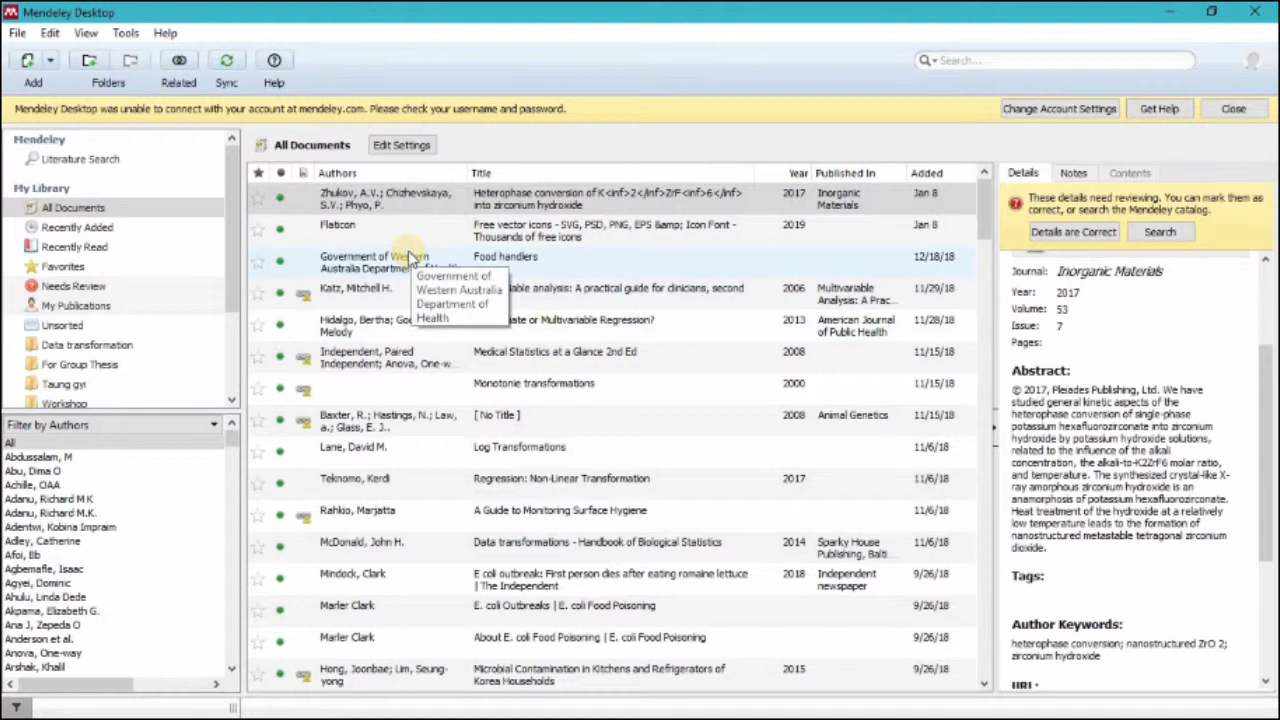 Mendeley Desktop
File Edit View Tools Help
Search...
Add Folders Related Sync Help
Mendeley Desktop was unable to connect with your account at mendeley.com. Please check your username and password.
Change Account Settings Get Help Close
Mendeley
Literature Search
My Library
All Documents
Recently Added
Recently Read
Favorites
Needs Review
My Publications
Unsorted
Data transformations
For Group Thesis
Taung gyi
Workshop
Filter by Authors
All
Abdussalam, M
Abu, Dima O
Achille, OAA
Adanu, Richard M K
Adanu, Richard M.K.
Adentwi, Kobina Impraim
Adley, Catherine
Afoi, Eb
Agbemafle, Isaac
Agyei, Dominic
Ahulu, Linda Dede
Akpama, Elizabeth G.
Ana J, Zepeda O
Anderson et al.
Anova, One-way
Arshak, Khalil
All Documents Edit Settings
Authors Title Year Published In Added
Zhukov, A.V.; Chizhevskaya, Heterophase conversion of K<inf>2</inf>ZrF<inf>6</inf> 2017 Inorganic Jan 8
S.V.; Phyo, P. into zirconium hydroxide Materials
Flaticon Free vector icons - SVG, PSD, PNG, EPS &amp; Icon Font - 2019 Jan 8
Thousands of free icons
Government of Western Food handlers 12/18/18
Australia Department
Government of
Western Australia
Department of
Health
Katz, Mitchell H. able analysis: A practical guide for clinicians, second 2006 Multivariable 11/29/18
Analysis: A Prac...
Hidalgo, Bertha; ate or Multivariable Regression? 2013 American Journal 11/28/18
Melody of Public Health
Independent, Paired Medical Statistics at a Glance 2nd Ed 2008 11/15/18
Independent; Anova, One-w...
Monotonie transformations 2000 11/15/18
Baxter, R.; Hastings, N.; Law, [ No Title ] 2008 Animal Genetics 11/15/18
a.; Glass, E. J..
Lane, David M. Log Transformations 11/6/18
Teknomo, Kerdi Regression: Non-Linear Transformation 2017 11/6/18
Rahkio, Marjatta A Guide to Monitoring Surface Hygiene 11/6/18
McDonald, John H. Data transformations - Handbook of Biological Statistics 2014 Sparky House 11/6/18
Publishing, Balti...
Mindock, Clark E coli outbreak: First person dies after eating romaine lettuce 2018 Independent 9/26/18
| The Independent newspaper
Marler Clark E. coli Outbreaks | E. coli Food Poisoning 9/26/18
Marler Clark About E. coli Food Poisoning | E. coli Food Poisoning 9/26/18
Hong, Joonbae; Lim, Seung- Microbial Contamination in Kitchens and Refrigerators of 2015 9/26/18
yong Korea Households
Details Notes Contents
These details need reviewing. You can mark them as
correct, or search the Mendeley catalog.
Details are Correct Search
Journal: Inorganic Materials
Year: 2017
Volume: 53
Issue: 7
Pages:
Abstract:
© 2017, Pleiades Publishing, Ltd. We have
studied general kinetic aspects of the
heterophase conversion of single-phase
potassium hexafluorozirconate into zirconium
hydroxide by potassium hydroxide solutions,
related to the influence of the alkali
concentration, the alkali-to-K2ZrF6 molar ratio,
and temperature. The synthesized crystal-like X-
ray amorphous zirconium hydroxide is an
anamorphosis of potassium hexafluorozirconate.
Heat treatment of the hydroxide at a relatively
low temperature leads to the formation of
nanostructured metastable tetragonal zirconium
dioxide.
Tags:
Author Keywords:
heterophase conversion; nanostructured ZrO 2;
zirconium hydroxide